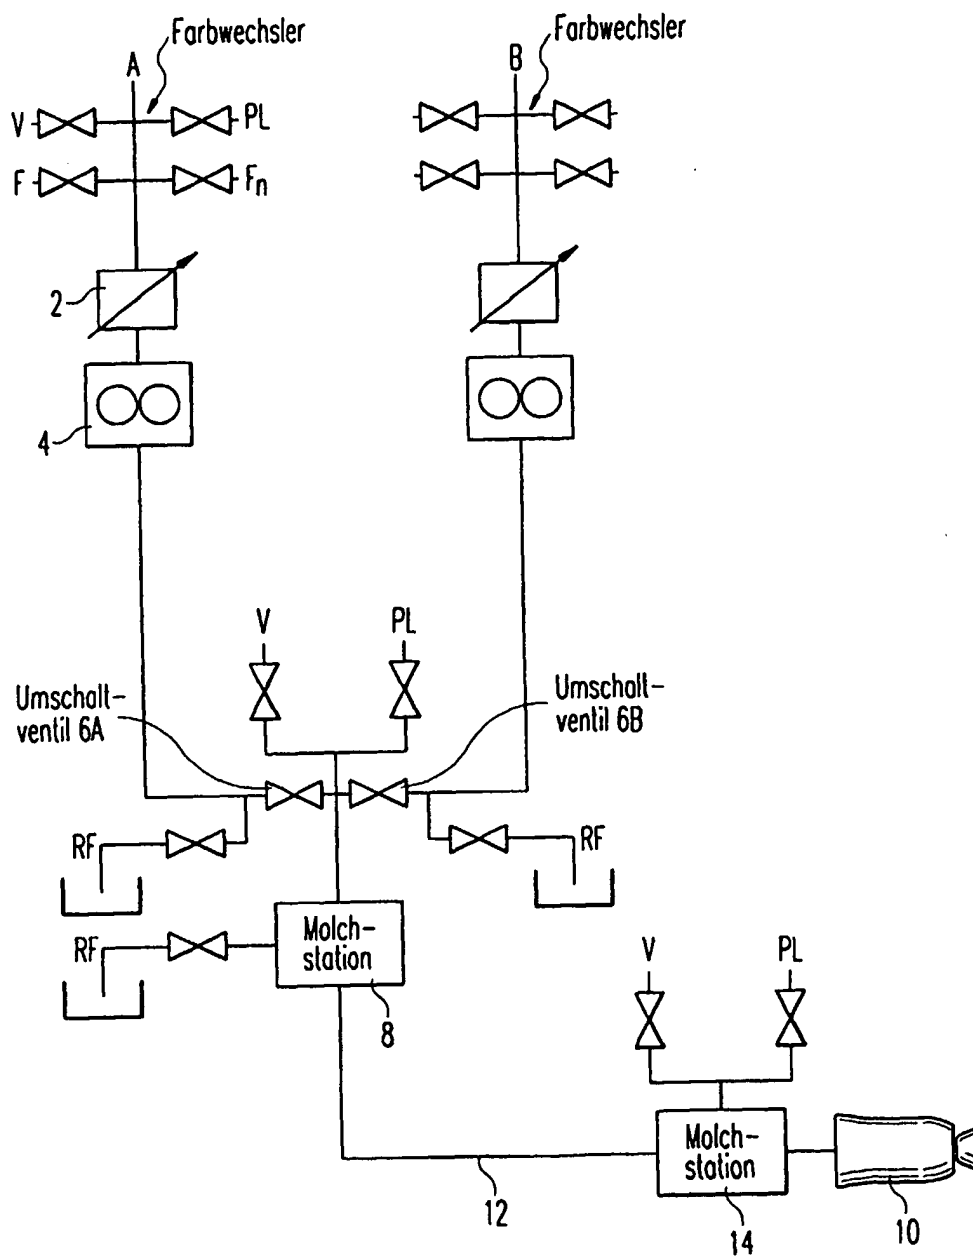 Farbwechsler
Farbwechsler
A
B
V
PL
F
Fn
2
4
V
PL
Umschalt-
ventil 6A
Umschalt-
ventil 6B
RF
RF
Molch-
station
RF
8
V
PL
Molch-
station
12
14
10